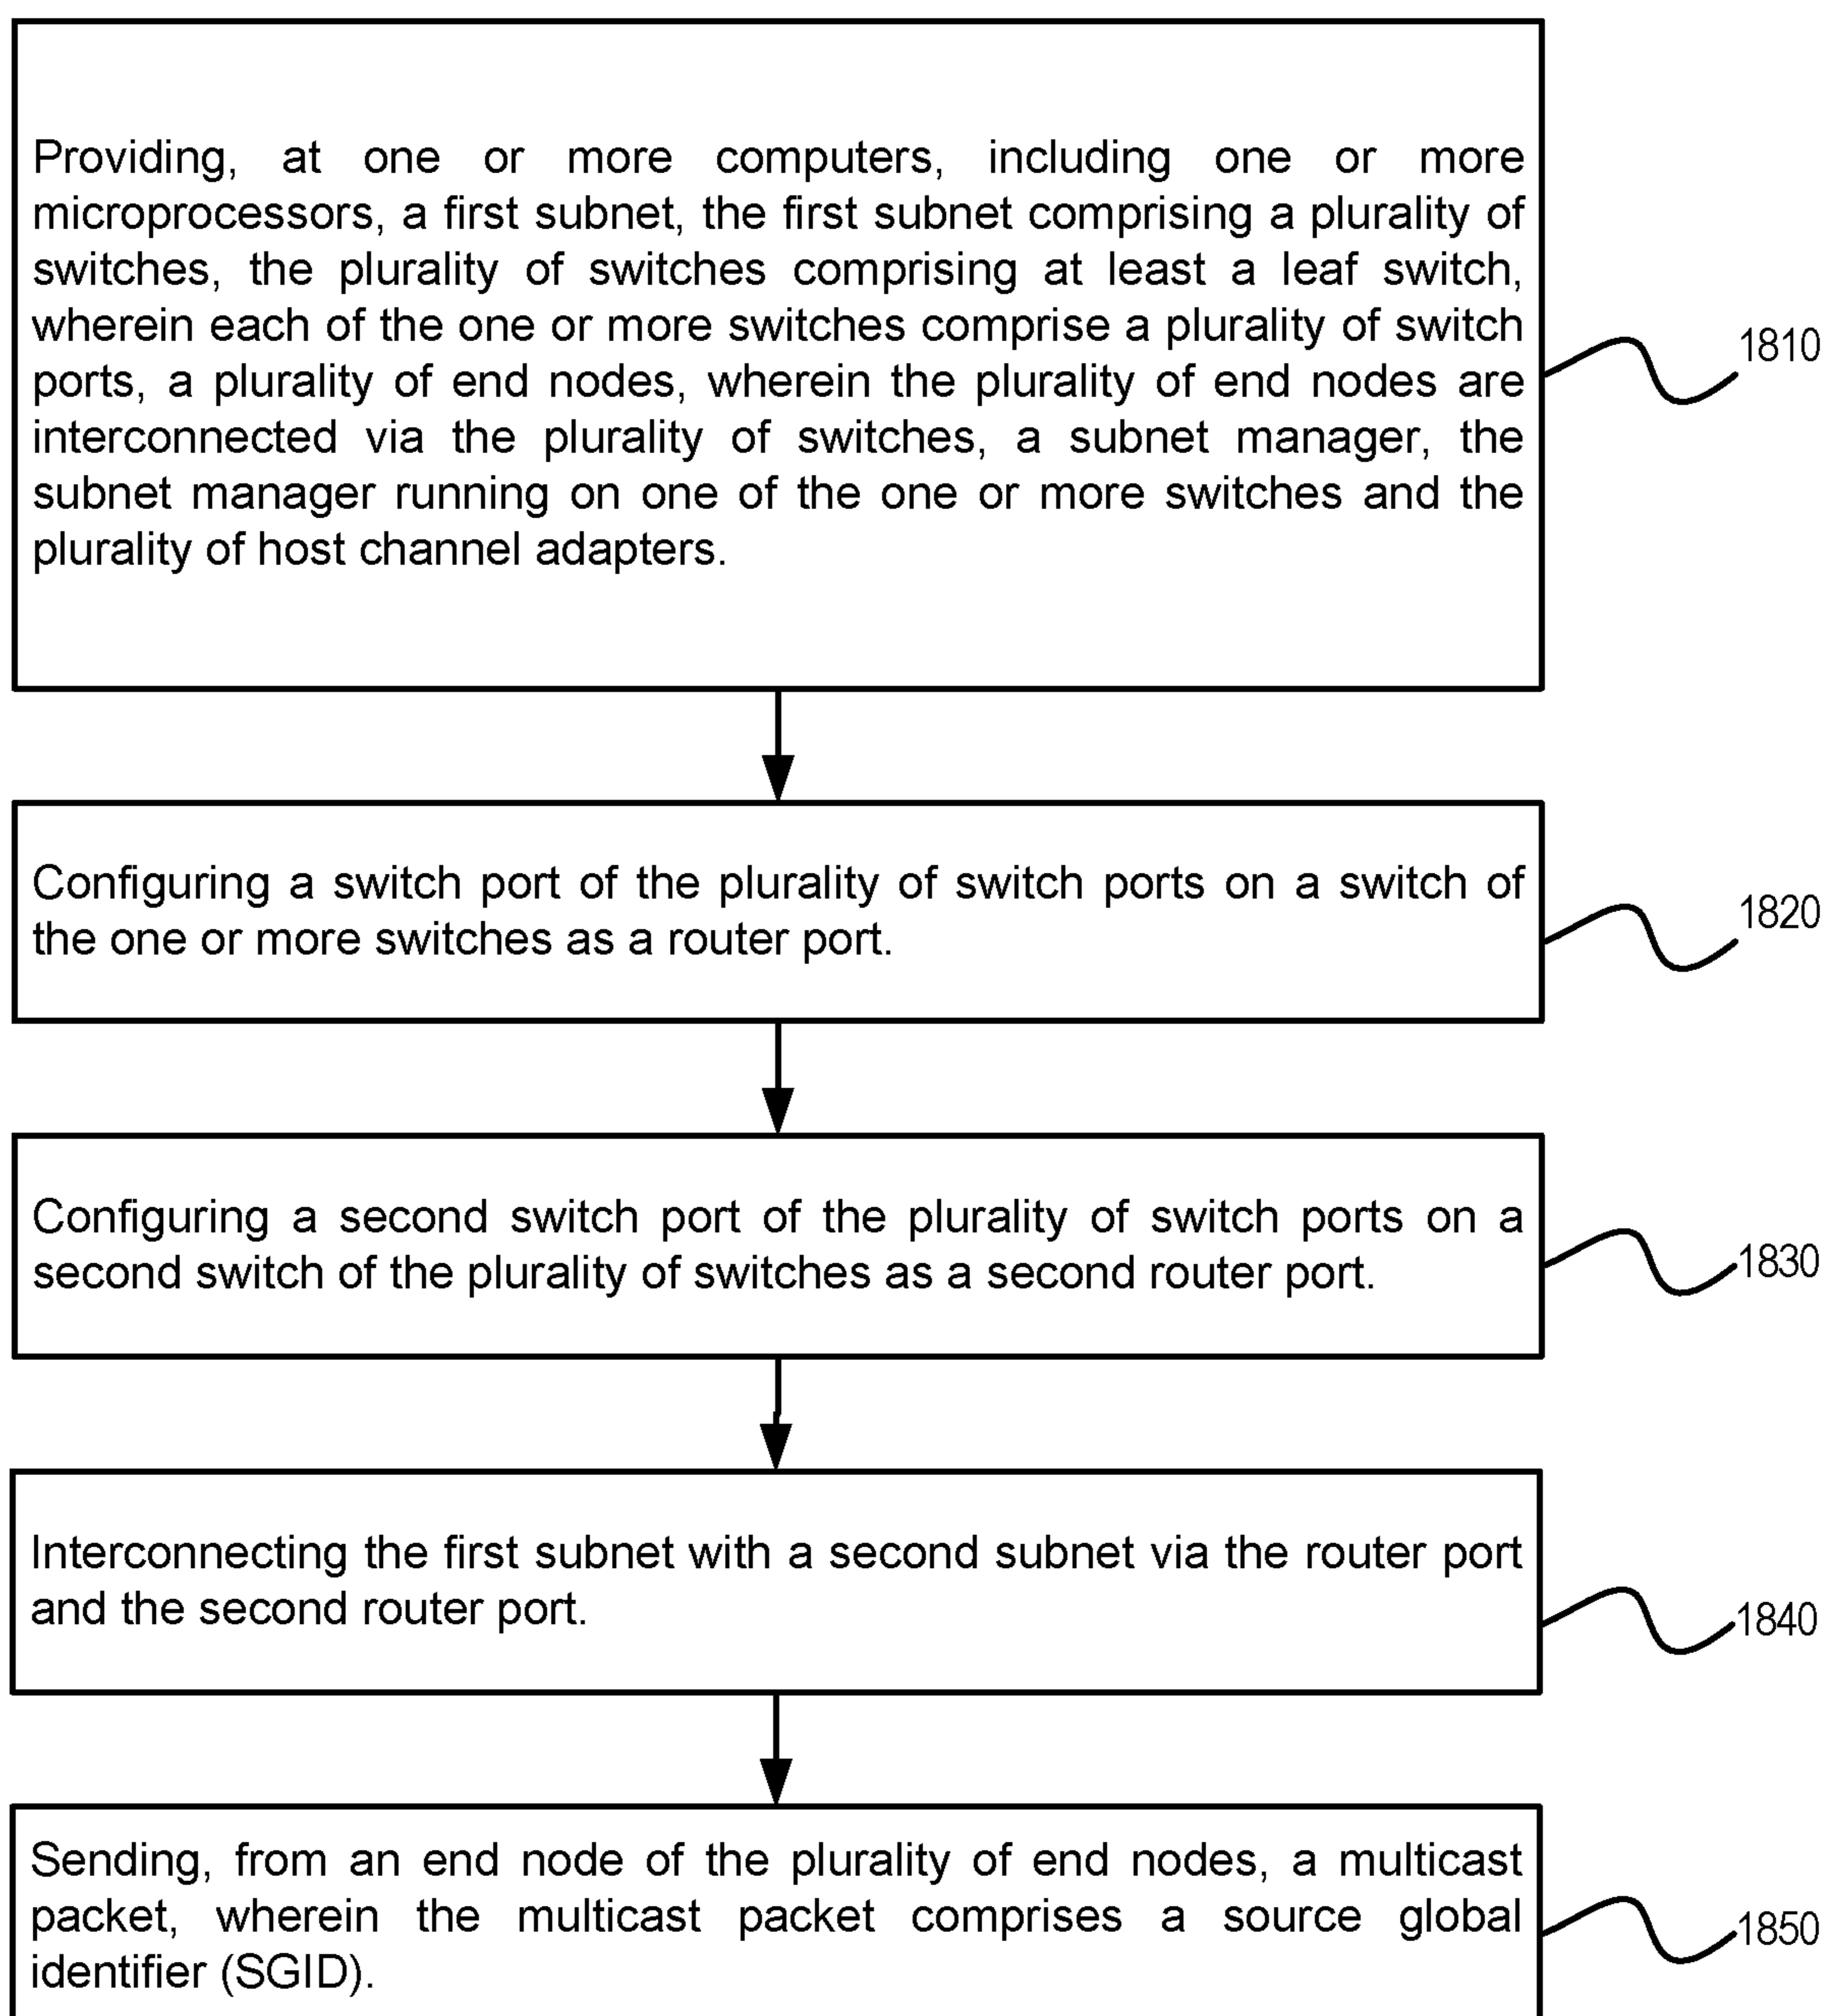 Providing, at one or more computers, including one or more
microprocessors, a first subnet, the first subnet comprising a plurality of
switches, the plurality of switches comprising at least a leaf switch,
wherein each of the one or more switches comprise a plurality of switch
ports, a plurality of end nodes, wherein the plurality of end nodes are
interconnected via the plurality of switches, a subnet manager, the
subnet manager running on one of the one or more switches and the
plurality of host channel adapters.
1810
Configuring a switch port of the plurality of switch ports on a switch of
the one or more switches as a router port.
1820
Configuring a second switch port of the plurality of switch ports on a
second switch of the plurality of switches as a second router port.
1830
Interconnecting the first subnet with a second subnet via the router port
and the second router port.
1840
Sending, from an end node of the plurality of end nodes, a multicast
packet, wherein the multicast packet comprises a source global
identifier (SGID).
1850